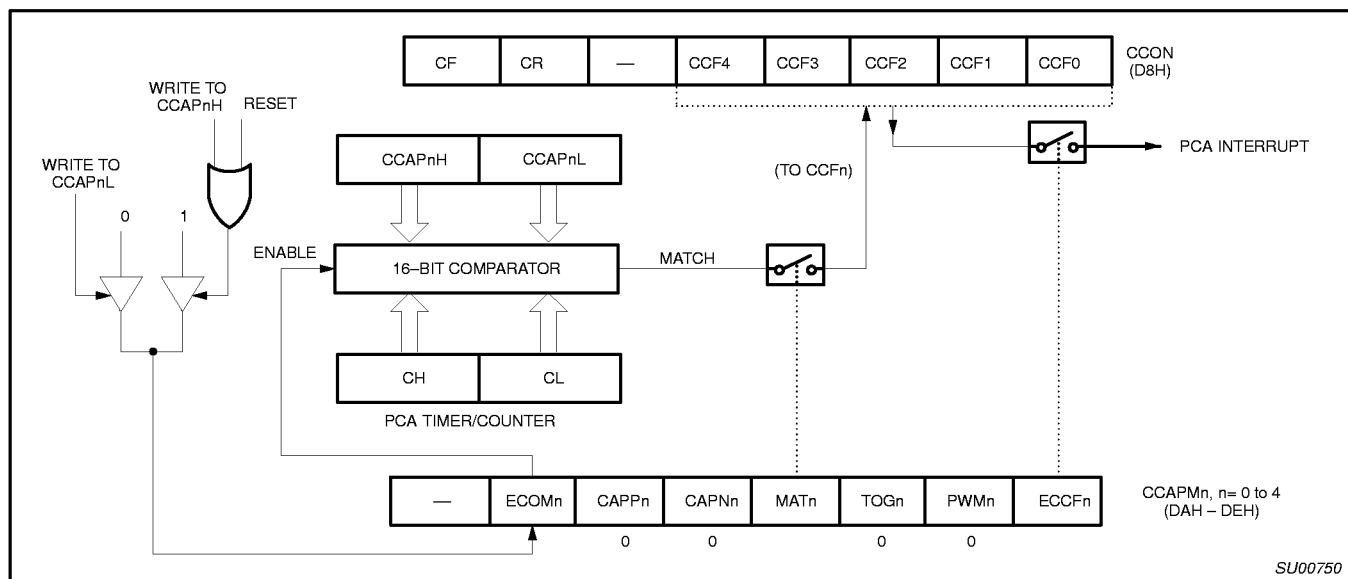 CF CR — CCF4 CCF3 CCF2 CCF1 CCF0
CCON
(D8H)
WRITE TO
CCAPnH
RESET
CCAPnH CCAPnL
PCA INTERRUPT
(TO CCFn)
WRITE TO
CCAPnL
0 1
ENABLE
16–BIT COMPARATOR
MATCH
CH CL
PCA TIMER/COUNTER
— ECOMn CAPPn CAPNn MATn TOGn PWMn ECCFn
CCAPMn, n= 0 to 4
(DAH – DEH)
0 0 0 0
SU00750